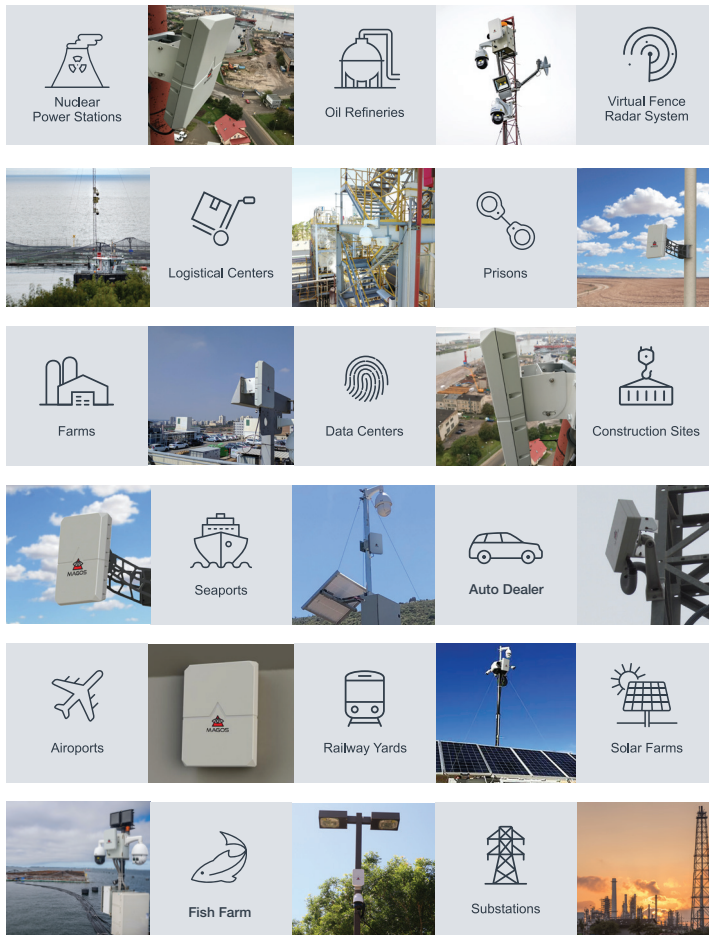 Nuclear
Power Stations
Oil Refineries
Virtual Fence
Radar System
Logistical Centers
Prisons
Farms
Data Centers
Construction Sites
MAGOS
Seaports
Auto Dealer
Airoports
MAGOS
Railway Yards
Solar Farms
Fish Farm
Substations